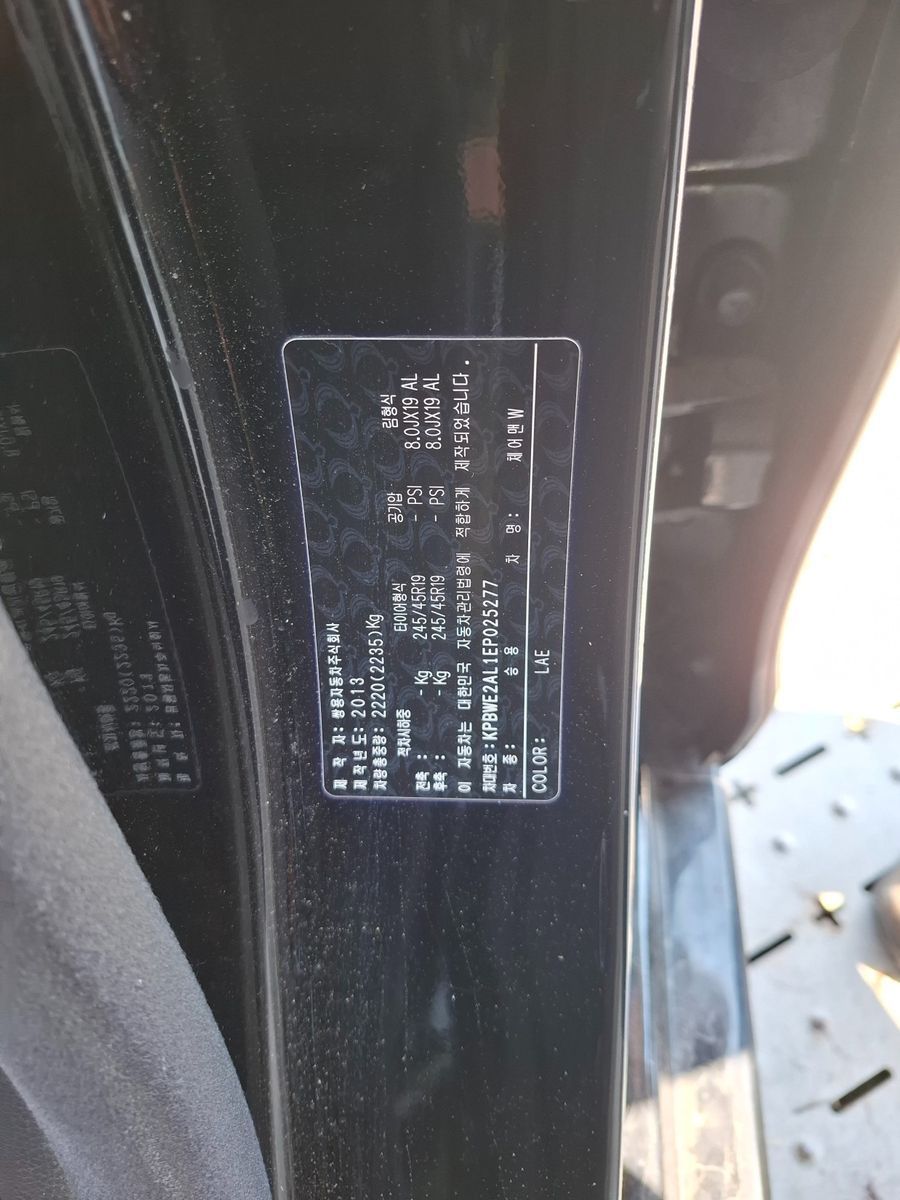 제 작 자: 쌍용자동차주식회사
제작년도: 2013
차량총중량: 2220(2235)Kg
적차시하중 타이어형식 공기압 림형식
전축: - Kg 245/45R19 - PSI 8.0JX19 AL
후축: - Kg 245/45R19 - PSI 8.0JX19 AL
이 자동차는 대한민국 자동차관리법령에 적합하게 제작되었습니다.
차대번호: KPBWE2AL1EP025277
차 종: 승 용 차 명: 체어맨W
COLOR: LAE